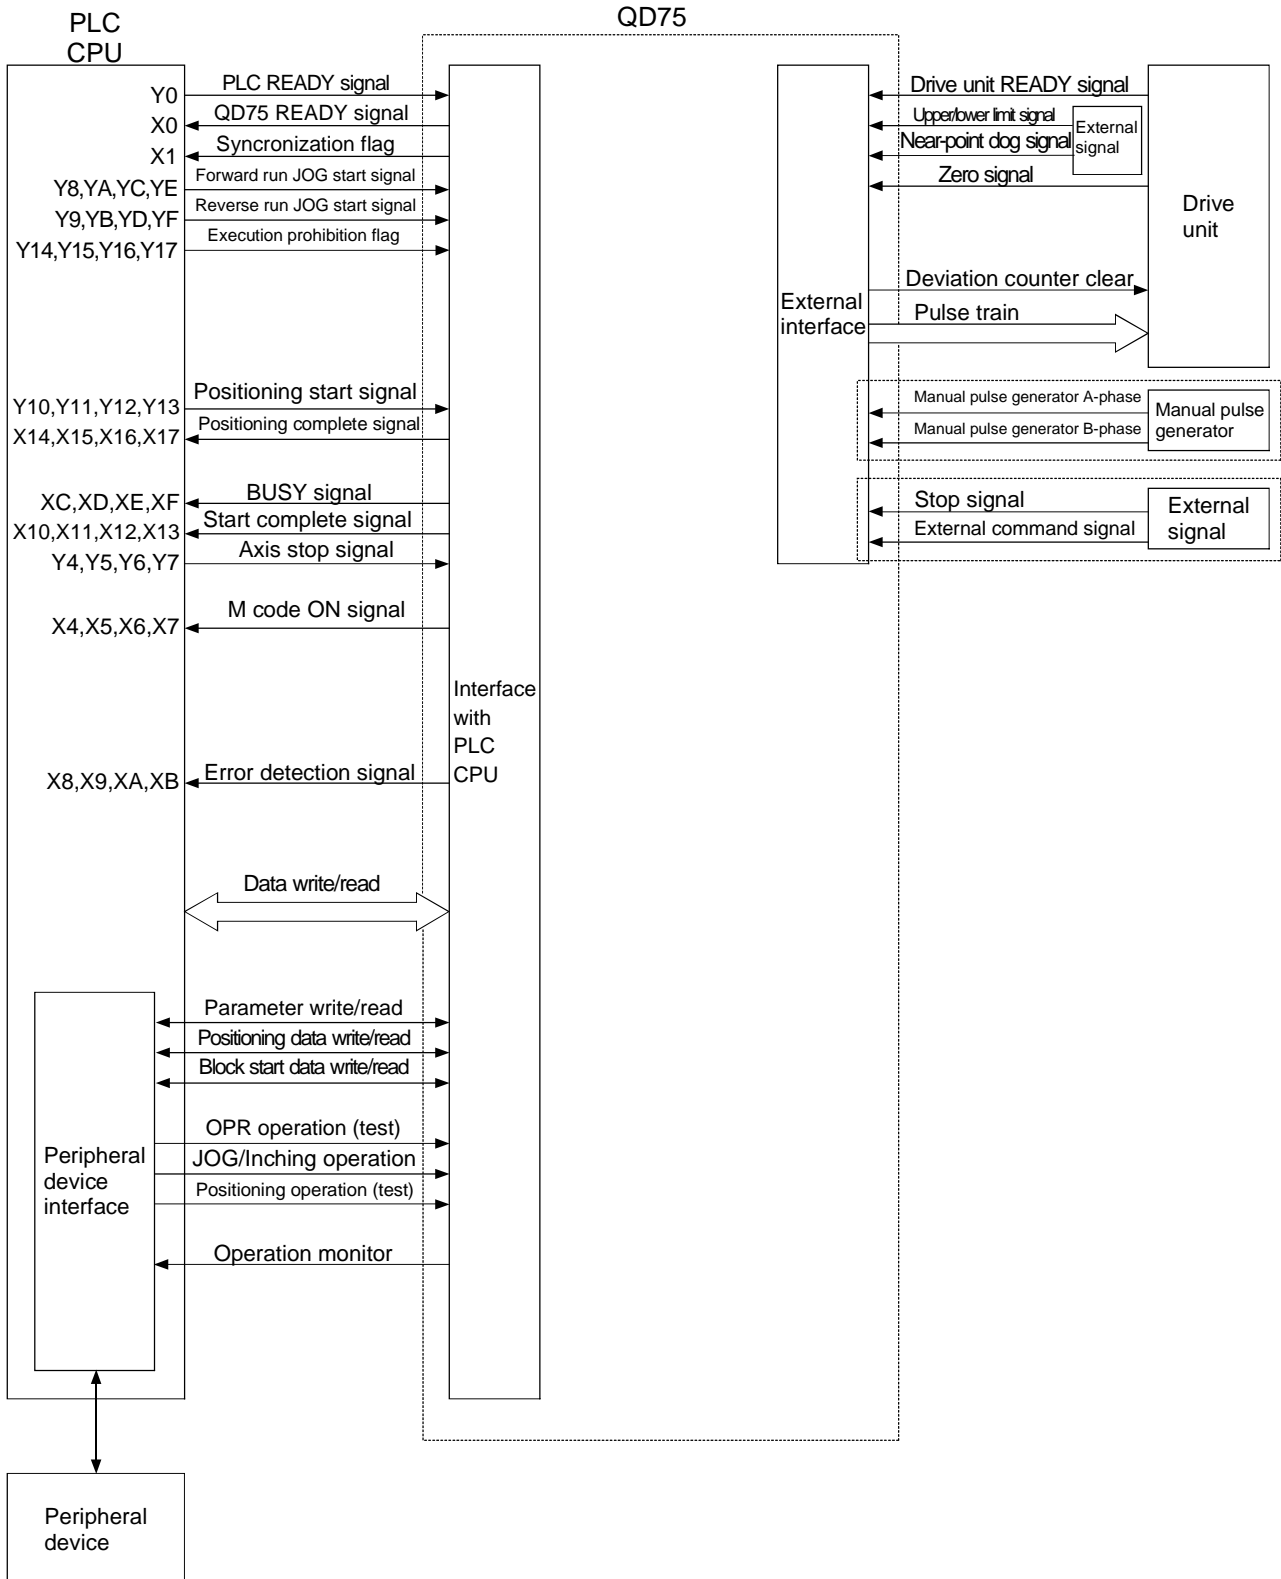 PLC
CPU
QD75
Y0
PLC READY signal
X0
QD75 READY signal
X1
Syncronization flag
Y8,YA,YC,YE
Forward run JOG start signal
Y9,YB,YD,YF
Reverse run JOG start signal
Y14,Y15,Y16,Y17
Execution prohibition flag
Y10,Y11,Y12,Y13
Positioning start signal
X14,X15,X16,X17
Positioning complete signal
XC,XD,XE,XF
BUSY signal
X10,X11,X12,X13
Start complete signal
Y4,Y5,Y6,Y7
Axis stop signal
X4,X5,X6,X7
M code ON signal
X8,X9,XA,XB
Error detection signal
Interface
with
PLC
CPU
Data write/read
Parameter write/read
Positioning data write/read
Block start data write/read
OPR operation (test)
JOG/Inching operation
Positioning operation (test)
Operation monitor
Peripheral
device
interface
Peripheral
device
External
interface
Drive unit READY signal
Upper/lower limit signal
Near-point dog signal
External
signal
Zero signal
Drive
unit
Deviation counter clear
Pulse train
Manual pulse generator A-phase
Manual pulse generator B-phase
Manual pulse
generator
Stop signal
External command signal
External
signal